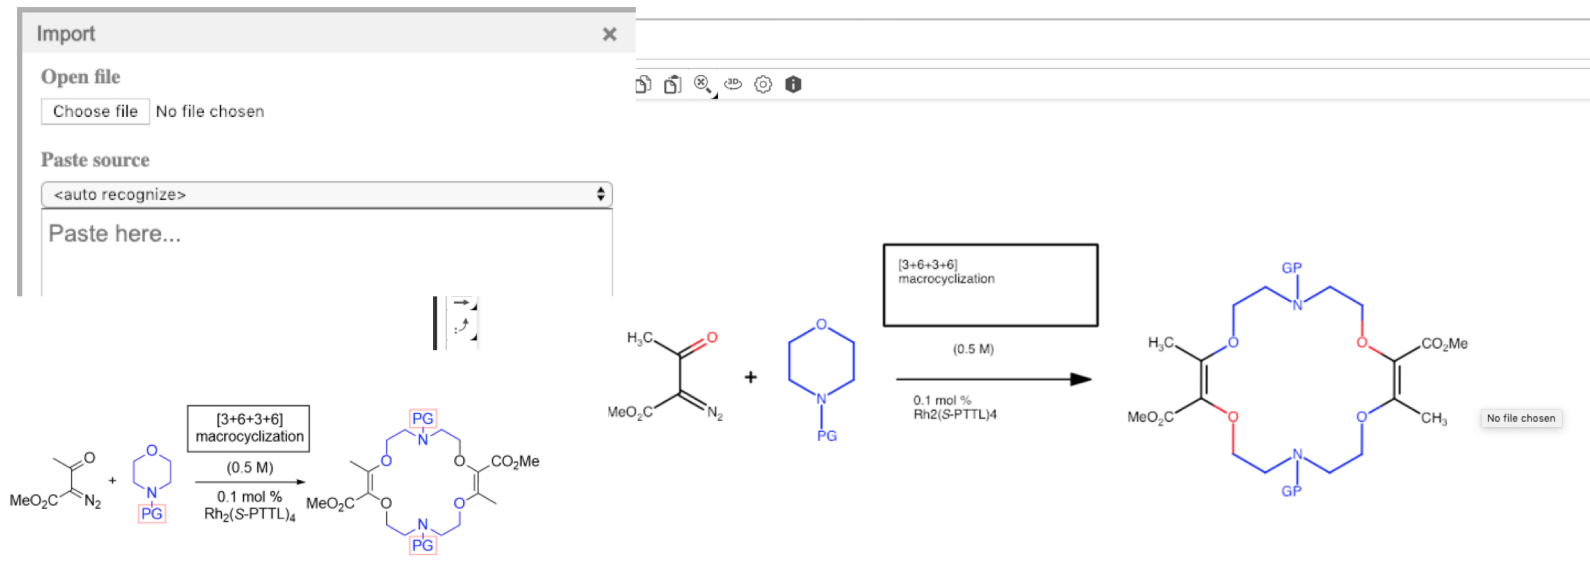 Import
Open file
Choose file No file chosen
Paste source
<auto recognize>
Paste here...
3D
[3+6+3+6]
macrocyclization
(0.5 M)
0.1 mol %
Rh2(S-PTTL)4
H3C
O
MeO2C
N2
+
O
N
PG
GP
N
O
O
H3C
CO2Me
MeO2C
CH3
O
O
N
GP
No file chosen
[3+6+3+6]
macrocyclization
(0.5 M)
0.1 mol %
Rh2(S-PTTL)4
O
MeO2C
N2
+
O
N
PG
PG
N
O
O
CO2Me
MeO2C
O
O
N
PG